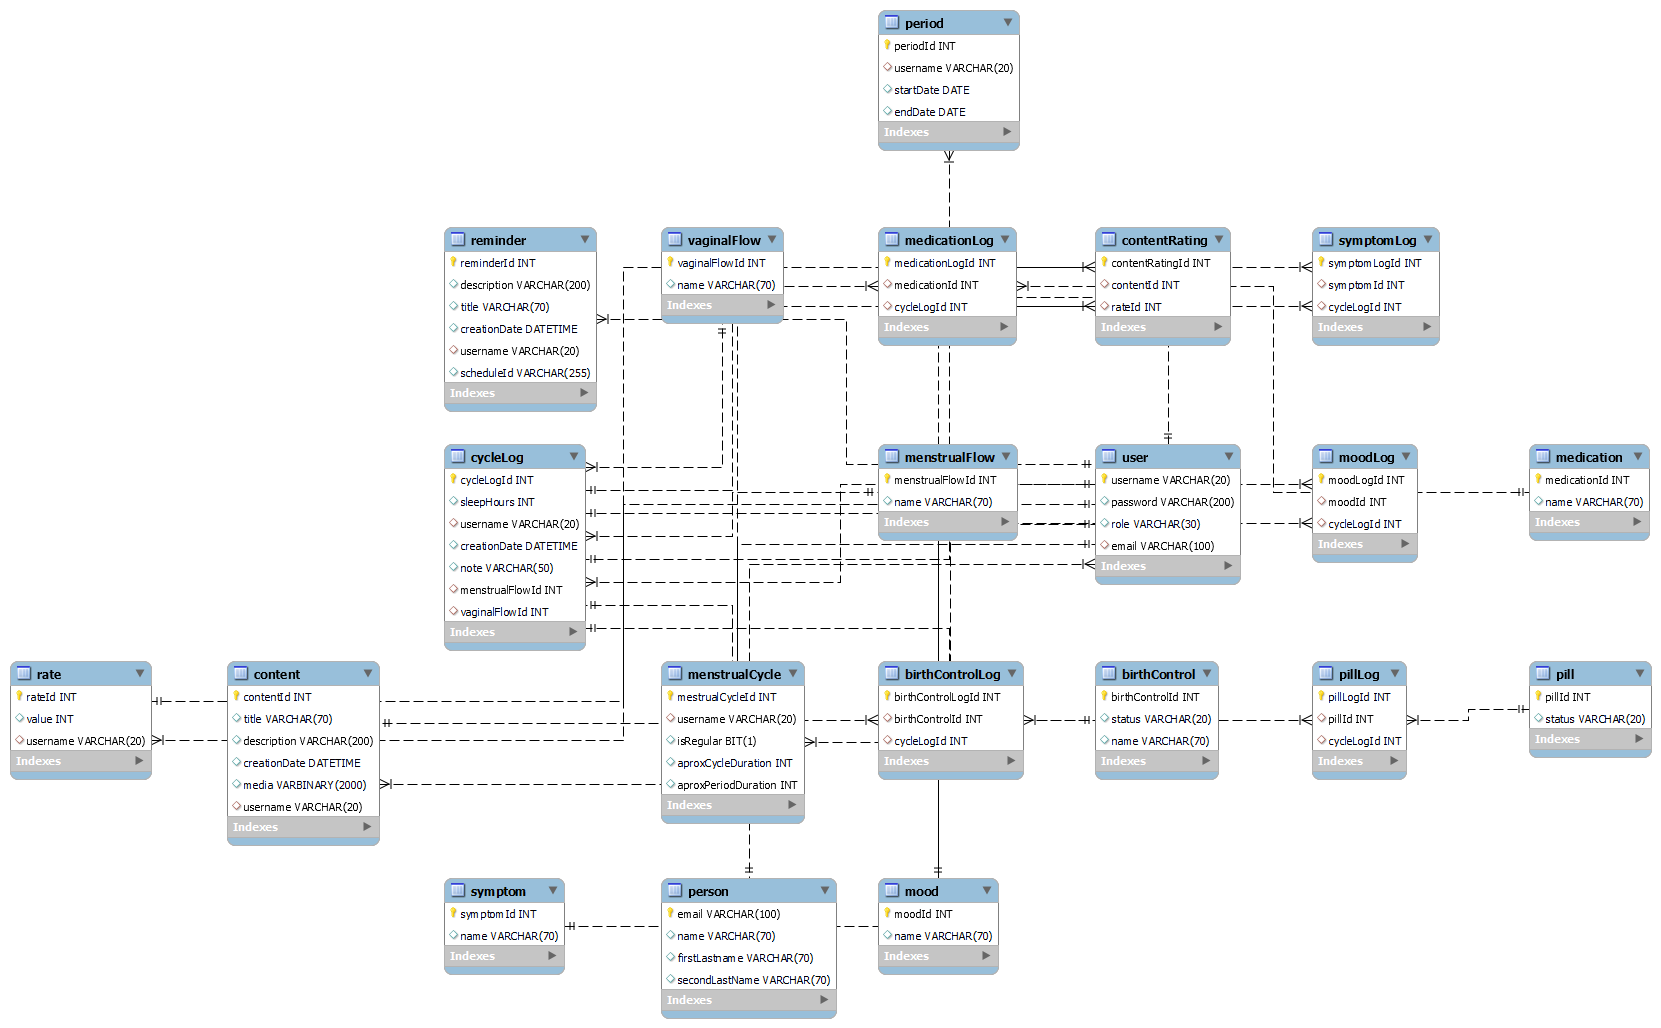 period
periodId INT
username VARCHAR(20)
startDate DATE
endDate DATE
Indexes
reminder
reminderId INT
description VARCHAR(200)
title VARCHAR(70)
creationDate DATETIME
username VARCHAR(20)
scheduleId VARCHAR(255)
Indexes
vaginalFlow
vaginalFlowId INT
name VARCHAR(70)
Indexes
medicationLog
medicationLogId INT
medicationId INT
cycleLogId INT
Indexes
contentRating
contentRatingId INT
contentId INT
rateId INT
Indexes
symptomLog
symptomLogId INT
symptomId INT
cycleLogId INT
Indexes
cycleLog
cycleLogId INT
sleepHours INT
username VARCHAR(20)
creationDate DATETIME
note VARCHAR(50)
menstrualFlowId INT
vaginalFlowId INT
Indexes
menstrualFlow
menstrualFlowId INT
name VARCHAR(70)
Indexes
user
username VARCHAR(20)
password VARCHAR(200)
role VARCHAR(30)
email VARCHAR(100)
Indexes
moodLog
moodLogId INT
moodId INT
cycleLogId INT
Indexes
medication
medicationId INT
name VARCHAR(70)
Indexes
rate
rateId INT
value INT
username VARCHAR(20)
Indexes
content
contentId INT
title VARCHAR(70)
description VARCHAR(200)
creationDate DATETIME
media VARBINARY(2000)
username VARCHAR(20)
Indexes
menstrualCycle
mestrualCycleId INT
username VARCHAR(20)
isRegular BIT(1)
aproxCycleDuration INT
aproxPeriodDuration INT
Indexes
birthControlLog
birthControlLogId INT
birthControlId INT
cycleLogId INT
Indexes
birthControl
birthControlId INT
status VARCHAR(20)
name VARCHAR(70)
Indexes
pillLog
pillLogId INT
pillId INT
cycleLogId INT
Indexes
pill
pillId INT
status VARCHAR(20)
Indexes
symptom
symptomId INT
name VARCHAR(70)
Indexes
person
email VARCHAR(100)
name VARCHAR(70)
firstLastname VARCHAR(70)
secondLastName VARCHAR(70)
Indexes
mood
moodId INT
name VARCHAR(70)
Indexes